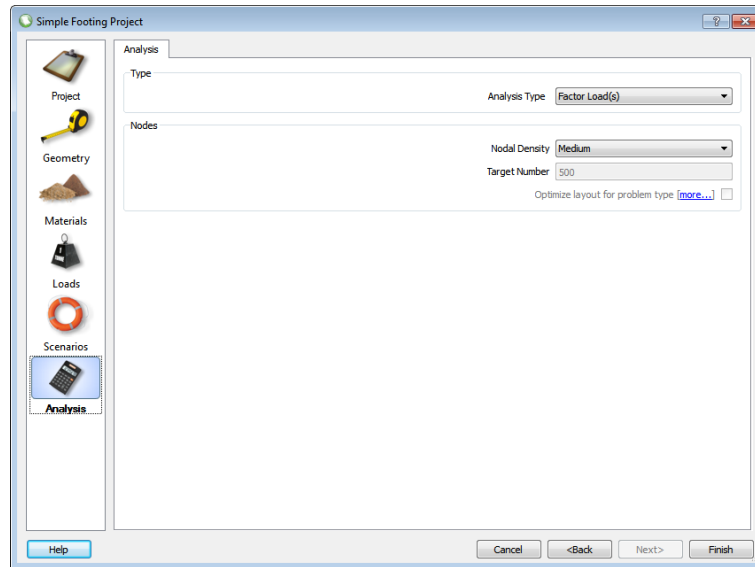 Simple Footing Project
Project
Geometry
Materials
Loads
Scenarios
Analysis
Analysis
Type
Analysis Type Factor Load(s)
Nodes
Nodal Density Medium
Target Number 500
Optimize layout for problem type [more...]
Help Cancel <Back Next> Finish